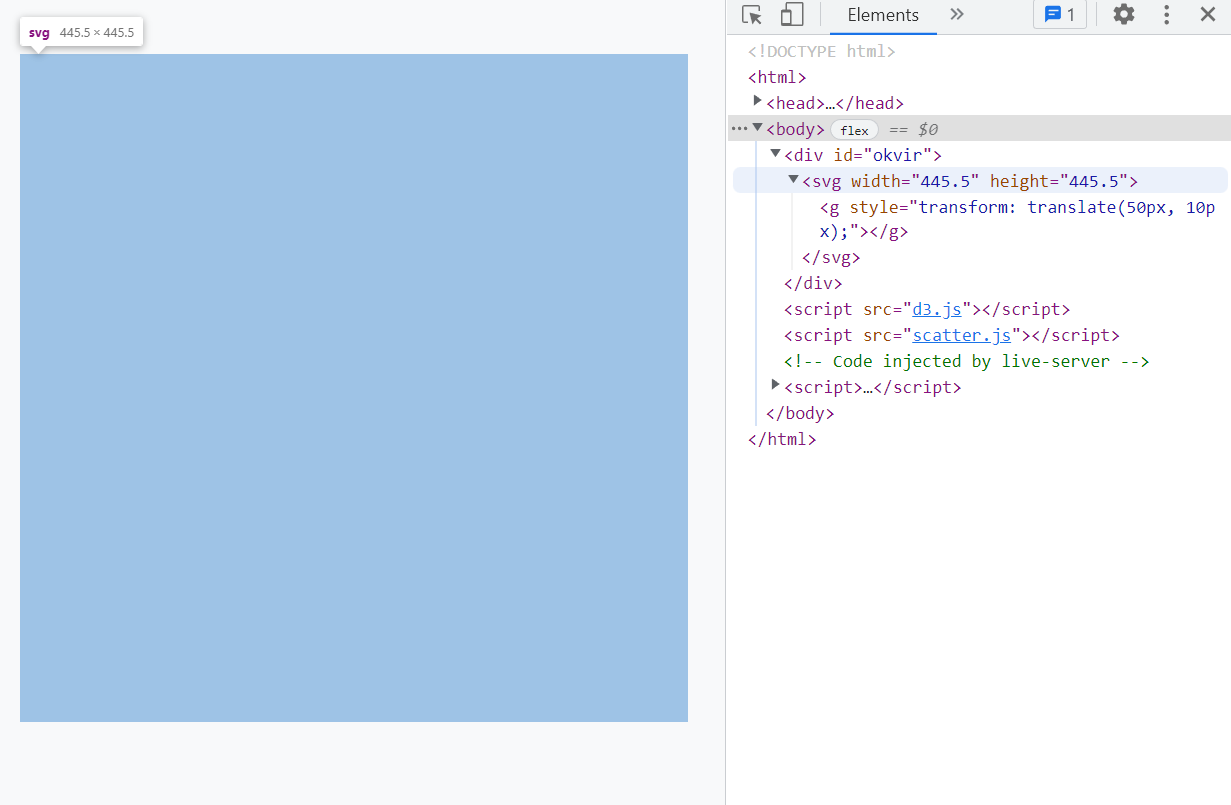 svg 445.5 × 445.5
Elements
1
<!DOCTYPE html>
<html>
<head>…</head>
<body> flex == $0
<div id="okvir">
<svg width="445.5" height="445.5">
<g style="transform: translate(50px, 10p
x);"></g>
</svg>
</div>
<script src="d3.js"></script>
<script src="scatter.js"></script>
<!-- Code injected by live-server -->
<script>…</script>
</body>
</html>